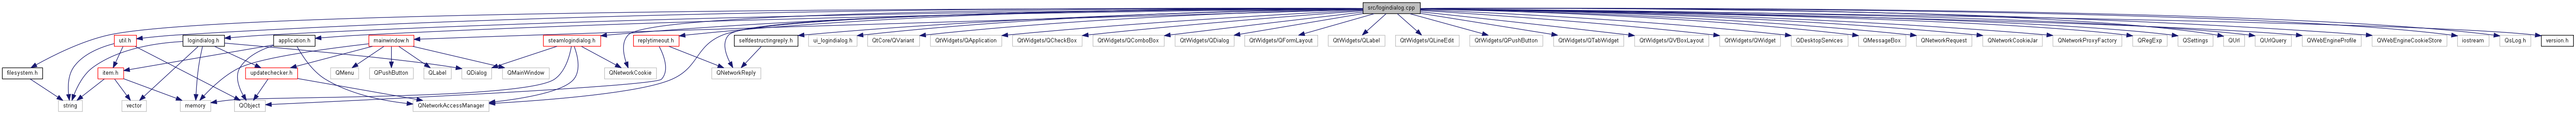 src/logindialog.cpp
util.h
logindialog.h
application.h
mainwindow.h
steamlogindialog.h
replytimeout.h
selfdestructingreply.h
ui_logindialog.h
QtCore/QVariant
QtWidgets/QApplication
QtWidgets/QCheckBox
QtWidgets/QComboBox
QtWidgets/QDialog
QtWidgets/QFormLayout
QtWidgets/QLabel
QtWidgets/QLineEdit
QtWidgets/QPushButton
QtWidgets/QTabWidget
QtWidgets/QVBoxLayout
QtWidgets/QWidget
QDesktopServices
QMessageBox
QNetworkRequest
QNetworkCookieJar
QNetworkProxyFactory
QRegExp
QSettings
QUrl
QUrlQuery
QWebEngineProfile
QWebEngineCookieStore
iostream
QsLog.h
version.h
filesystem.h
item.h
updatechecker.h
QMenu
QPushButton
QLabel
QDialog
QMainWindow
QNetworkCookie
QNetworkReply
string
vector
memory
QObject
QNetworkAccessManager